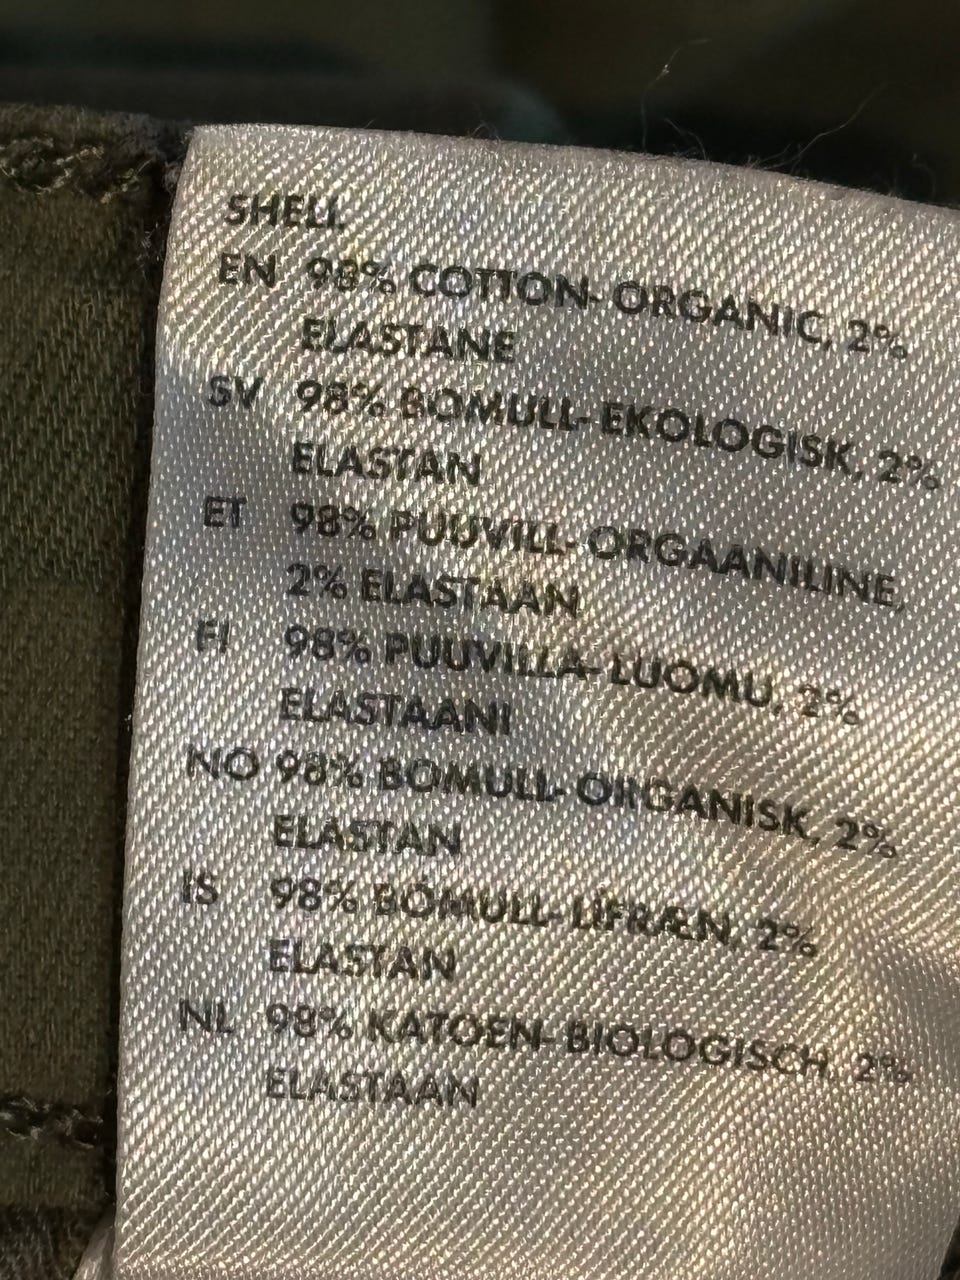 SHELL
EN 98% COTTON-ORGANIC, 2%
ELASTANE
SV 98% BOMULL-EKOLOGISK, 2%
ELASTAN
ET 98% PUUVILL-ORGAANILINE,
2% ELASTAAN
FI 98% PUUVILLA-LUOMU, 2%
ELASTAANI
NO 98% BOMULL-ORGANISK, 2%
ELASTAN
IS 98% BÓMULL-LÍFRÆN, 2%
ELASTAN
NL 98% KATOEN-BIOLOGISCH, 2%
ELASTAAN